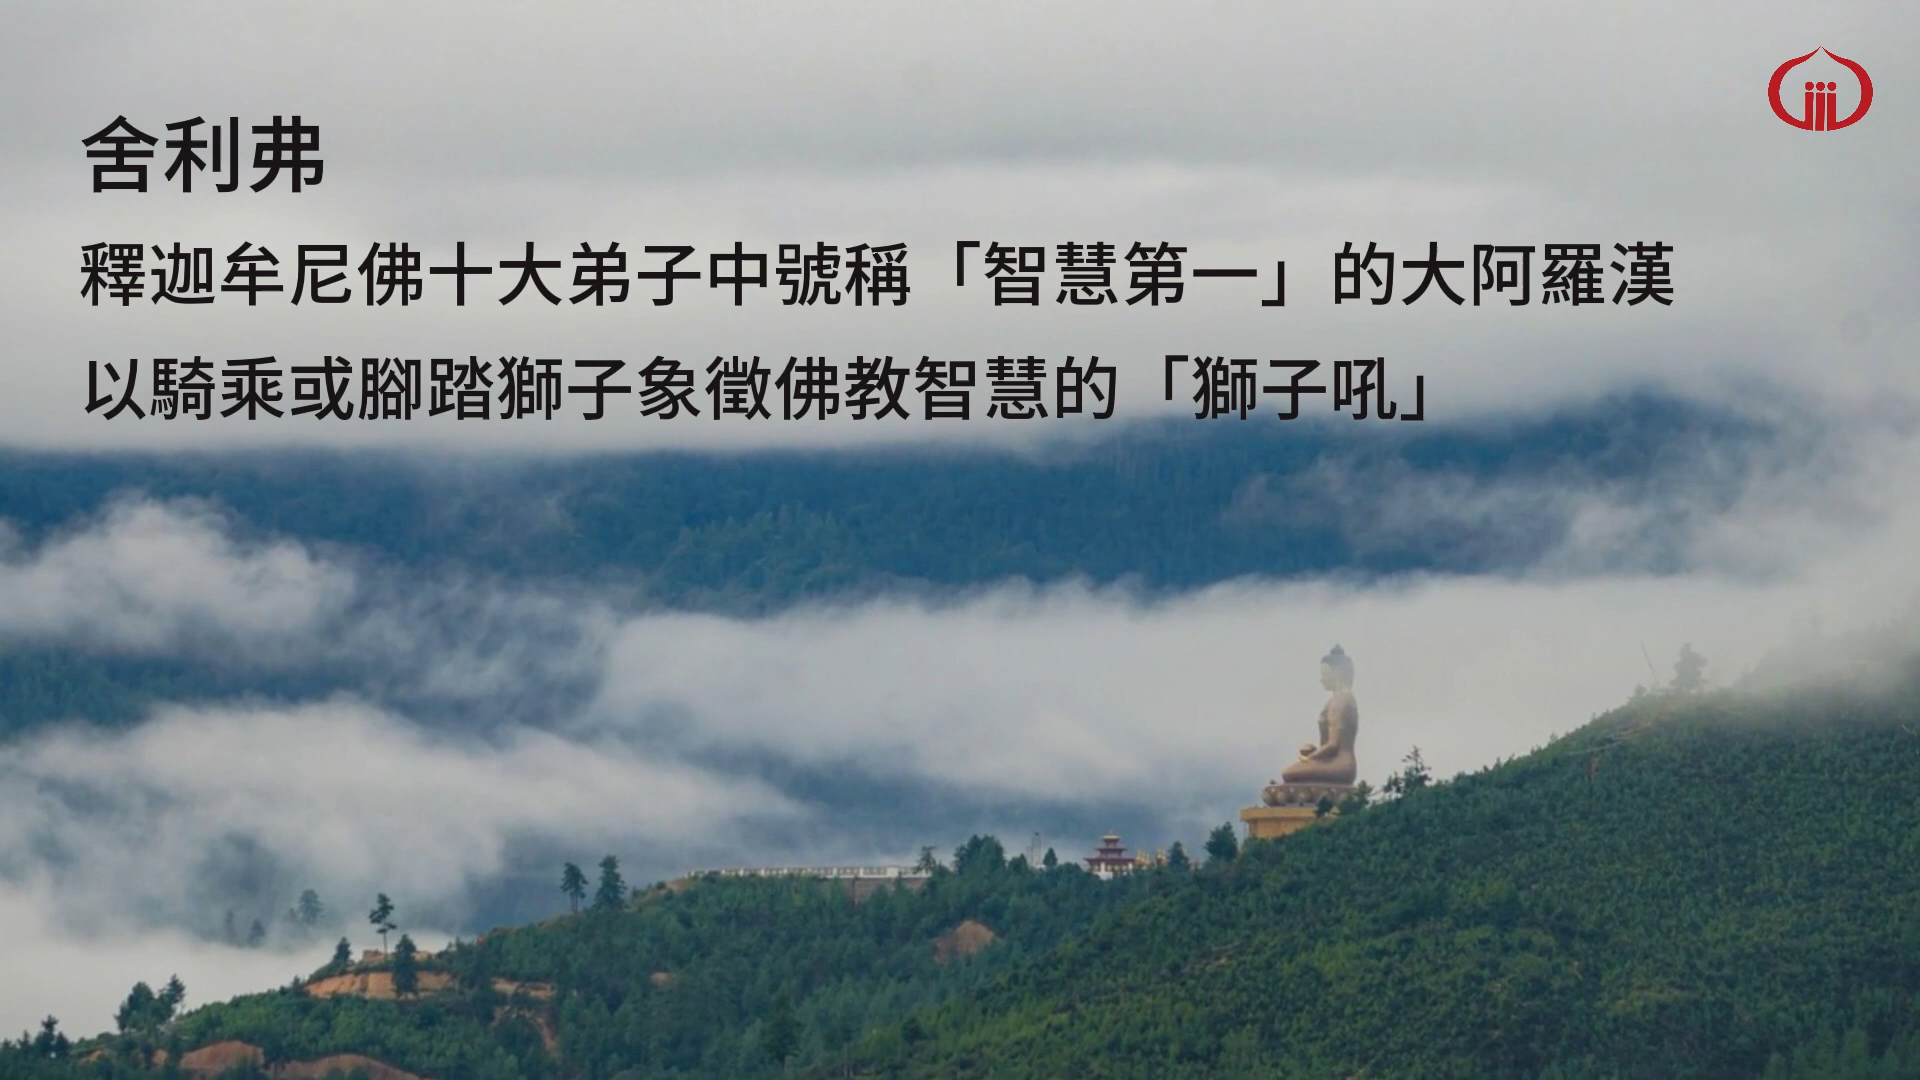 舍利弗
釋迦牟尼佛十大弟子中號稱「智慧第一」的大阿羅漢
以騎乘或腳踏獅子象徵佛教智慧的「獅子吼」